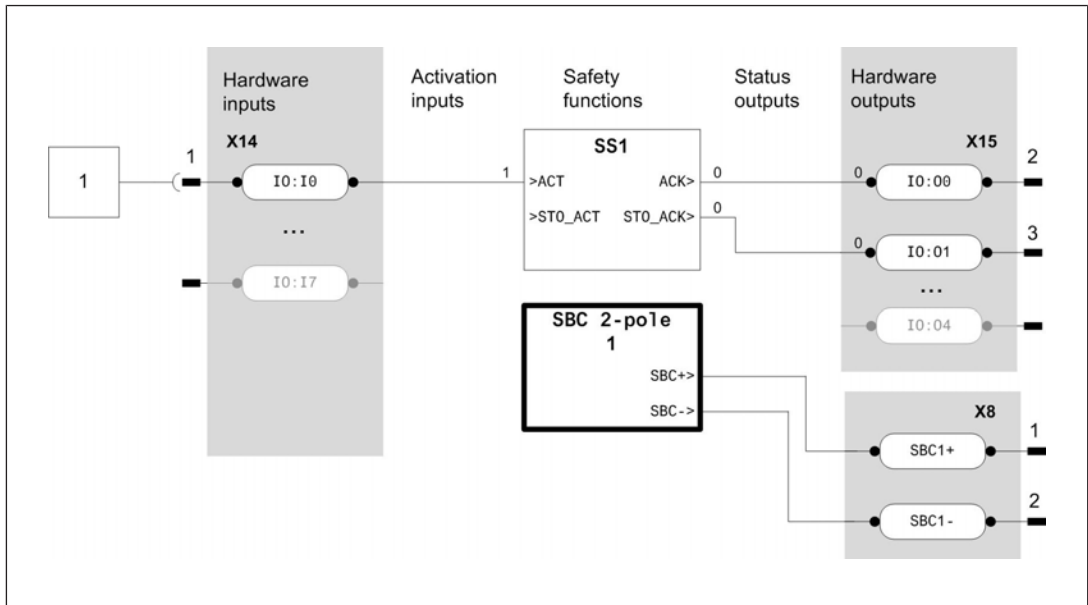 Hardware inputs
Activation inputs
Safety functions
Status outputs
Hardware outputs
X14
SS1
X15
1
1
IO:I0
1
>ACT
ACK>
0
0
IO:O0
2
>STO_ACT
STO_ACK>
0
0
IO:O1
3
...
...
IO:I7
IO:O4
SBC 2-pole
1
SBC+>
SBC->
X8
SBC1+
1
SBC1-
2